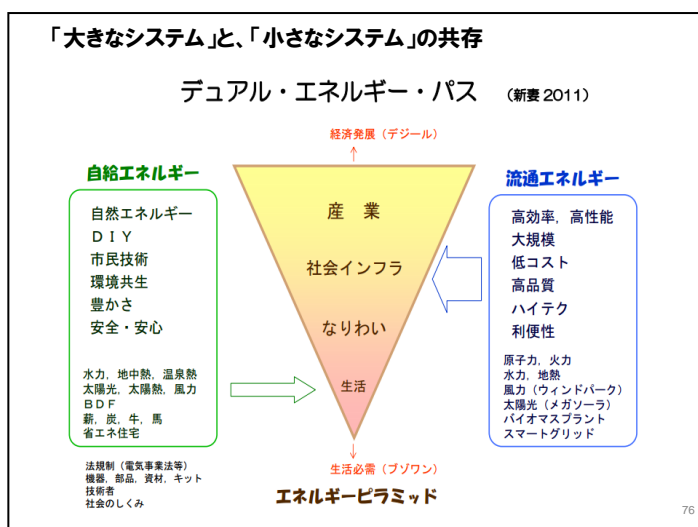 「大きなシステム」と、「小さなシステム」の共存
デュアル・エネルギー・パス （新妻 2011）
経済発展（デジール）
自給エネルギー
自然エネルギー
ＤＩＹ
市民技術
環境共生
豊かさ
安全・安心
水力，地中熱，温泉熱
太陽光，太陽熱，風力
ＢＤＦ
薪，炭，牛，馬
省エネ住宅
法規制（電気事業法等）
機器，部品，資材，キット
技術者
社会のしくみ
産　業
社会インフラ
なりわい
生活
生活必需（ブゾワン）
エネルギーピラミッド
流通エネルギー
高効率，高性能
大規模
低コスト
高品質
ハイテク
利便性
原子力，火力
水力，地熱
風力（ウィンドパーク）
太陽光（メガソーラ）
バイオマスプラント
スマートグリッド
76